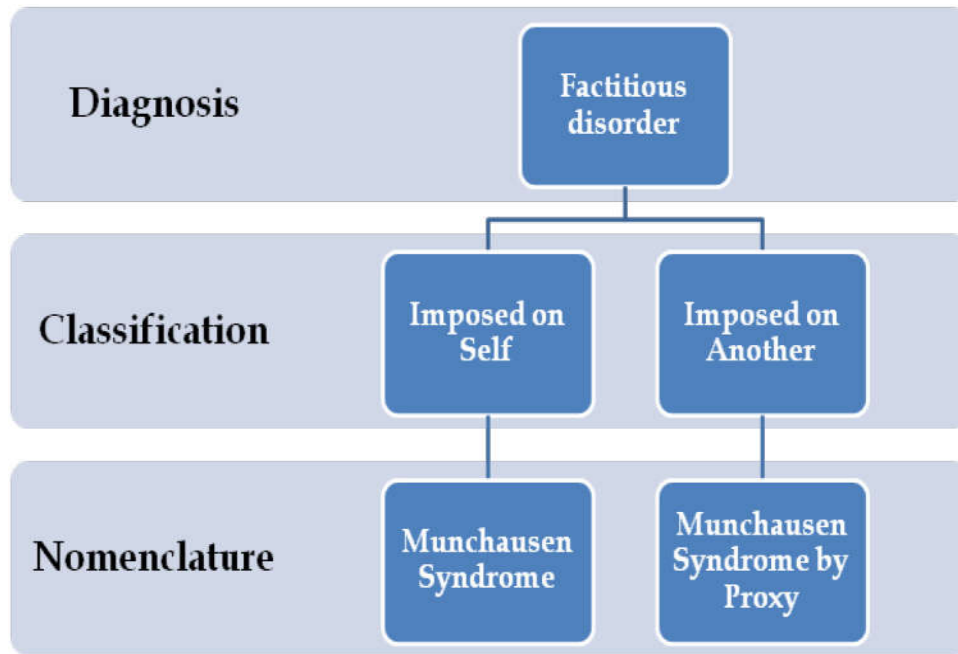 Diagnosis
Factitious
disorder
Classification
Imposed on
Self
Imposed on
Another
Nomenclature
Munchausen
Syndrome
Munchausen
Syndrome by
Proxy